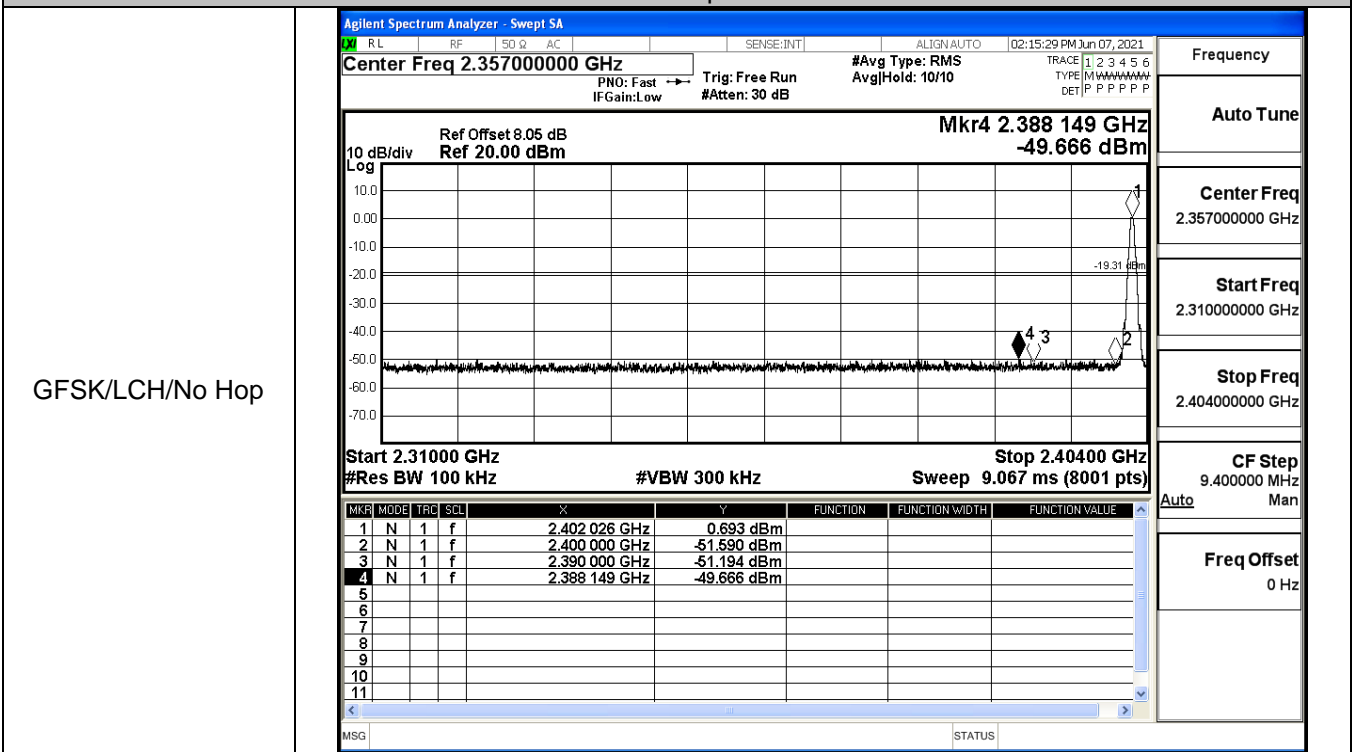 GFSK/LCH/No Hop
Agilent Spectrum Analyzer - Swept SA
LXI RL RF 50 Ω AC SENSE:INT ALIGN AUTO 02:15:29 PM Jun 07, 2021
Center Freq 2.357000000 GHz
PNO: Fast
IFGain:Low
Trig: Free Run
#Atten: 30 dB
#Avg Type: RMS
Avg|Hold: 10/10
TRACE 1 2 3 4 5 6
TYPE M W W W W W
DET P P P P P P
Ref Offset 8.05 dB
10 dB/div Ref 20.00 dBm
Log
Mkr4 2.388 149 GHz
-49.666 dBm
10.0
0.00
-10.0
-20.0
-30.0
-40.0
-50.0
-60.0
-70.0
1
-19.31 dBm
4 3 2
Start 2.31000 GHz Stop 2.40400 GHz
#Res BW 100 kHz #VBW 300 kHz Sweep 9.067 ms (8001 pts)
MKR MODE TRC SCL X Y FUNCTION FUNCTION WIDTH FUNCTION VALUE
1 N 1 f 2.402 026 GHz 0.693 dBm
2 N 1 f 2.400 000 GHz -51.590 dBm
3 N 1 f 2.390 000 GHz -51.194 dBm
4 N 1 f 2.388 149 GHz -49.666 dBm
5
6
7
8
9
10
11
MSG STATUS
Frequency
Auto Tune
Center Freq
2.357000000 GHz
Start Freq
2.310000000 GHz
Stop Freq
2.404000000 GHz
CF Step
9.400000 MHz
Auto Man
Freq Offset
0 Hz